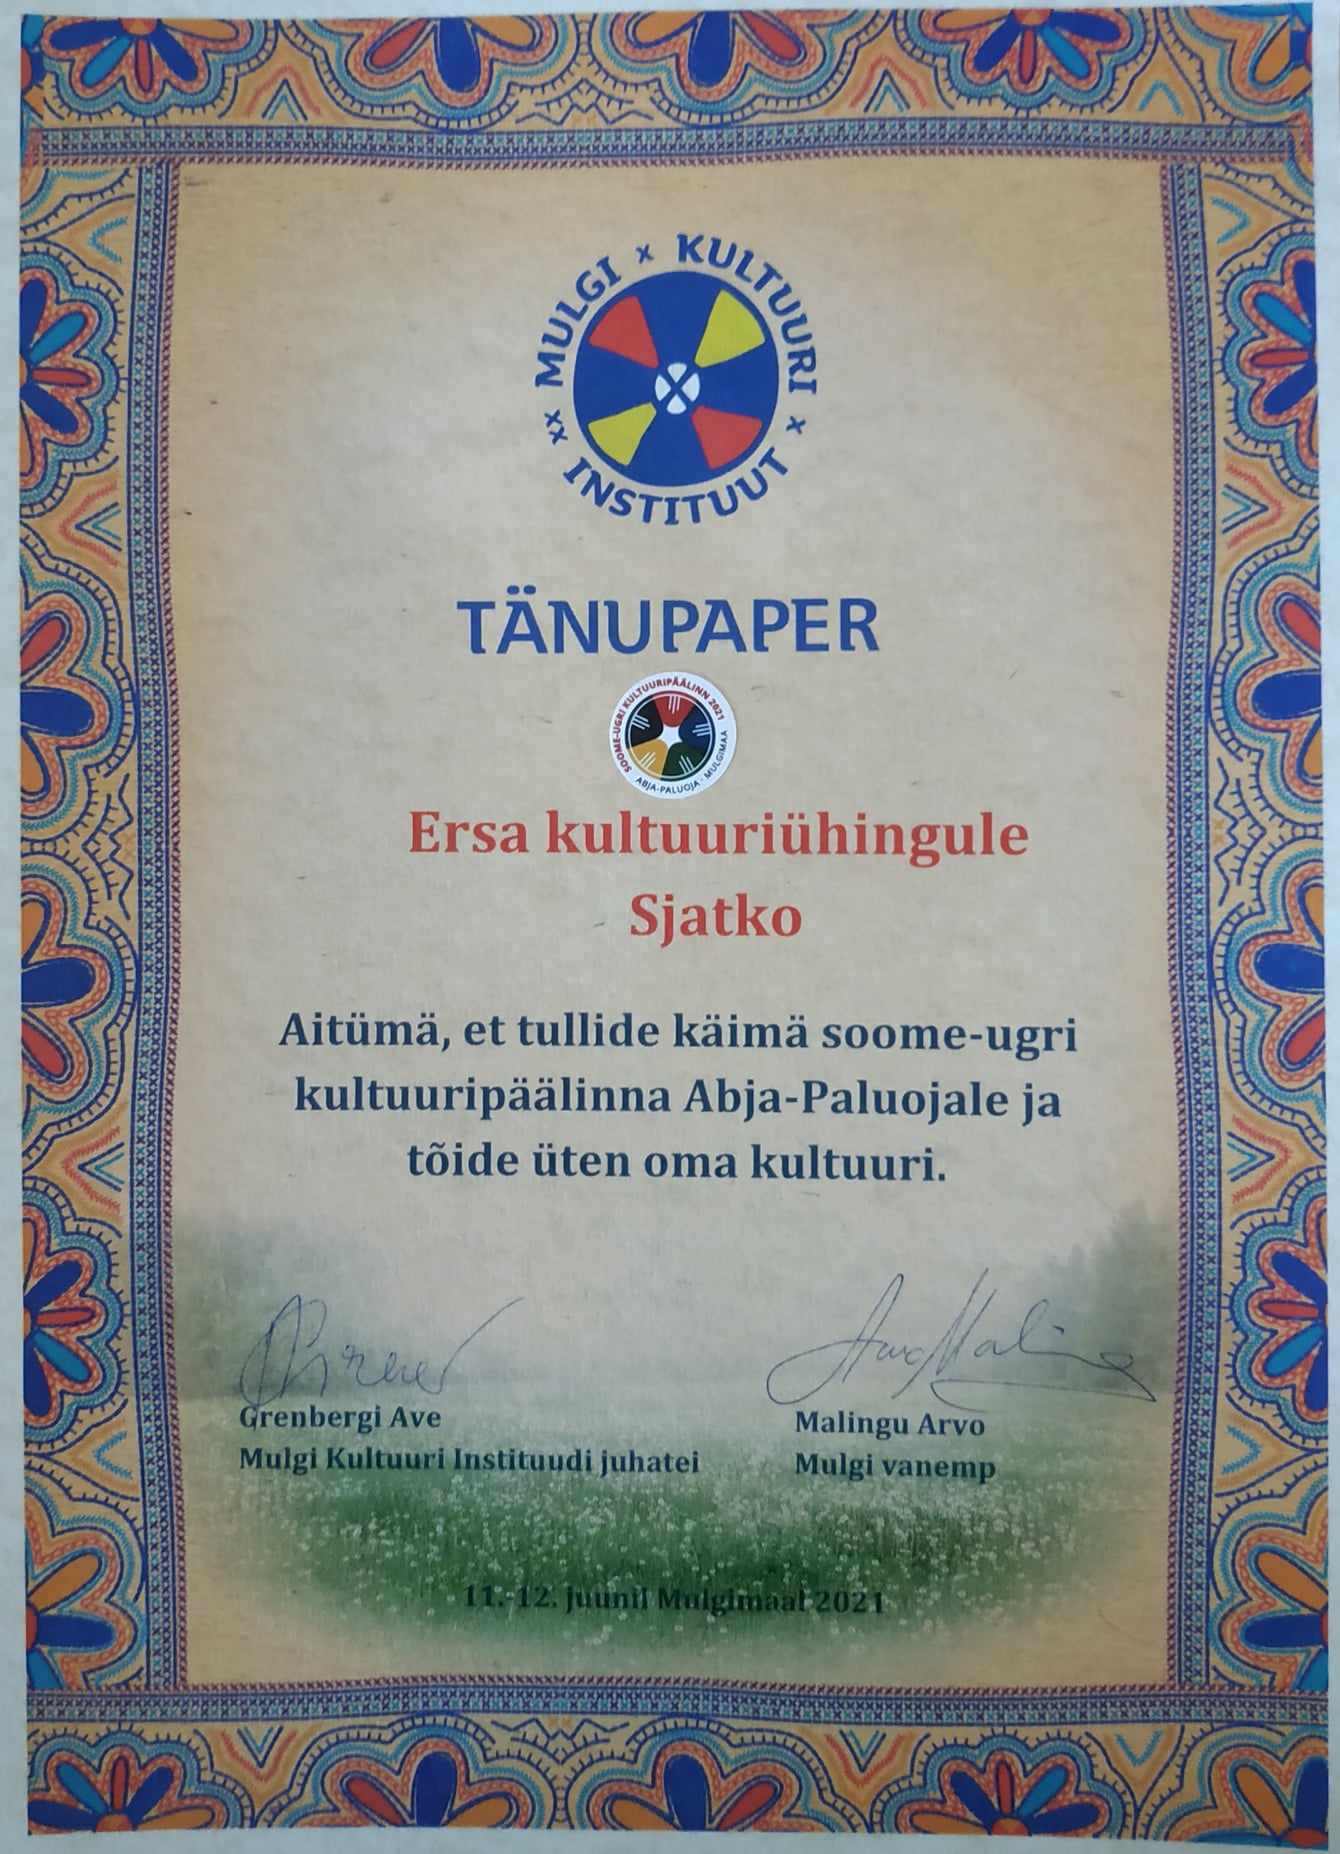 MULGI x KULTUURI x INSTITUUT xx
TÄNUPAPER
SOOME-UGRI KULTUURIPÄÄLINN 2021
ABJA-PALUOJA · MULGIMAA
Ersa kultuuriühingule
Sjatko
Aitümä, et tullide käimä soome-ugri
kultuuripäälinna Abja-Paluojale ja
tõide üten oma kultuuri.
Grenbergi Ave
Mulgi Kultuuri Instituudi juhatei
Malingu Arvo
Mulgi vanemp
11.-12. juunil Mulgimaal 2021